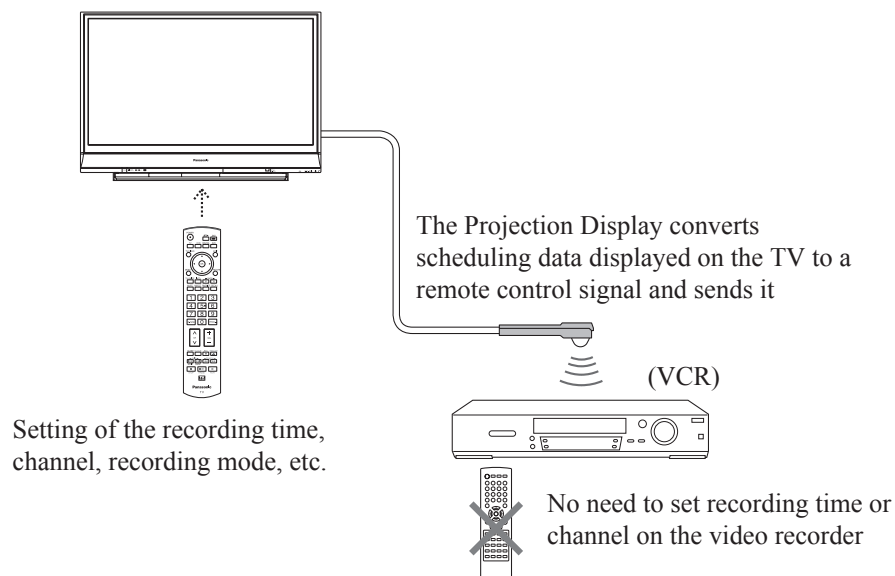 Panasonic
The Projection Display converts
scheduling data displayed on the TV to a
remote control signal and sends it
(VCR)
Panasonic
Setting of the recording time,
channel, recording mode, etc.
No need to set recording time or
channel on the video recorder